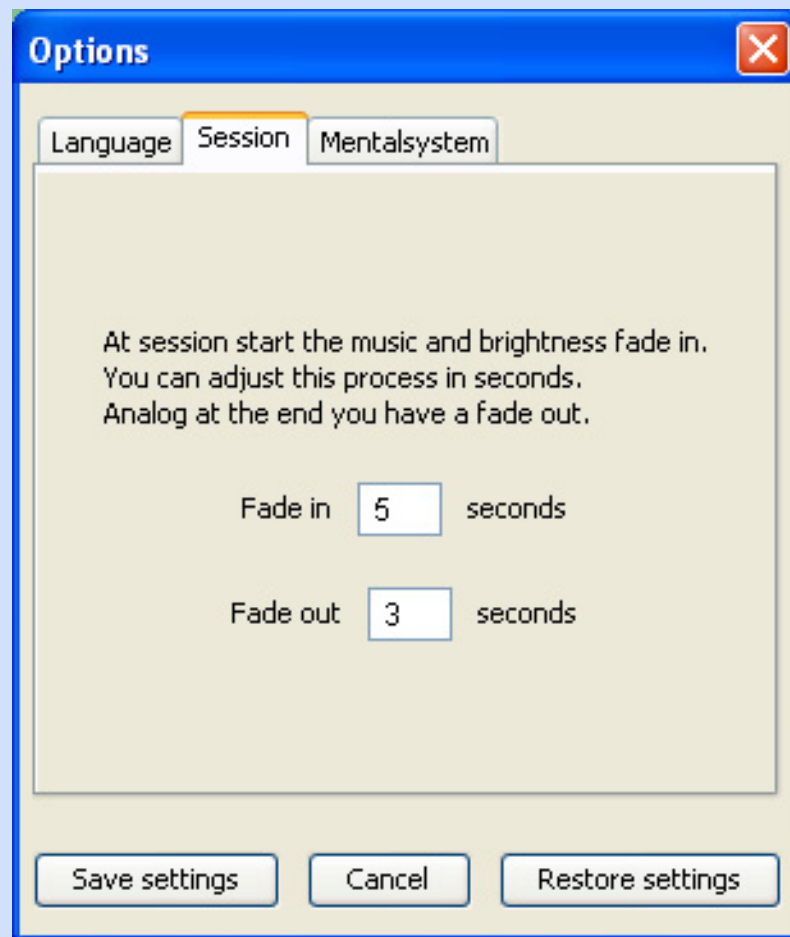 Options
Language Session Mentalsystem
At session start the music and brightness fade in.
You can adjust this process in seconds.
Analog at the end you have a fade out.
Fade in 5 seconds
Fade out 3 seconds
Save settings Cancel Restore settings